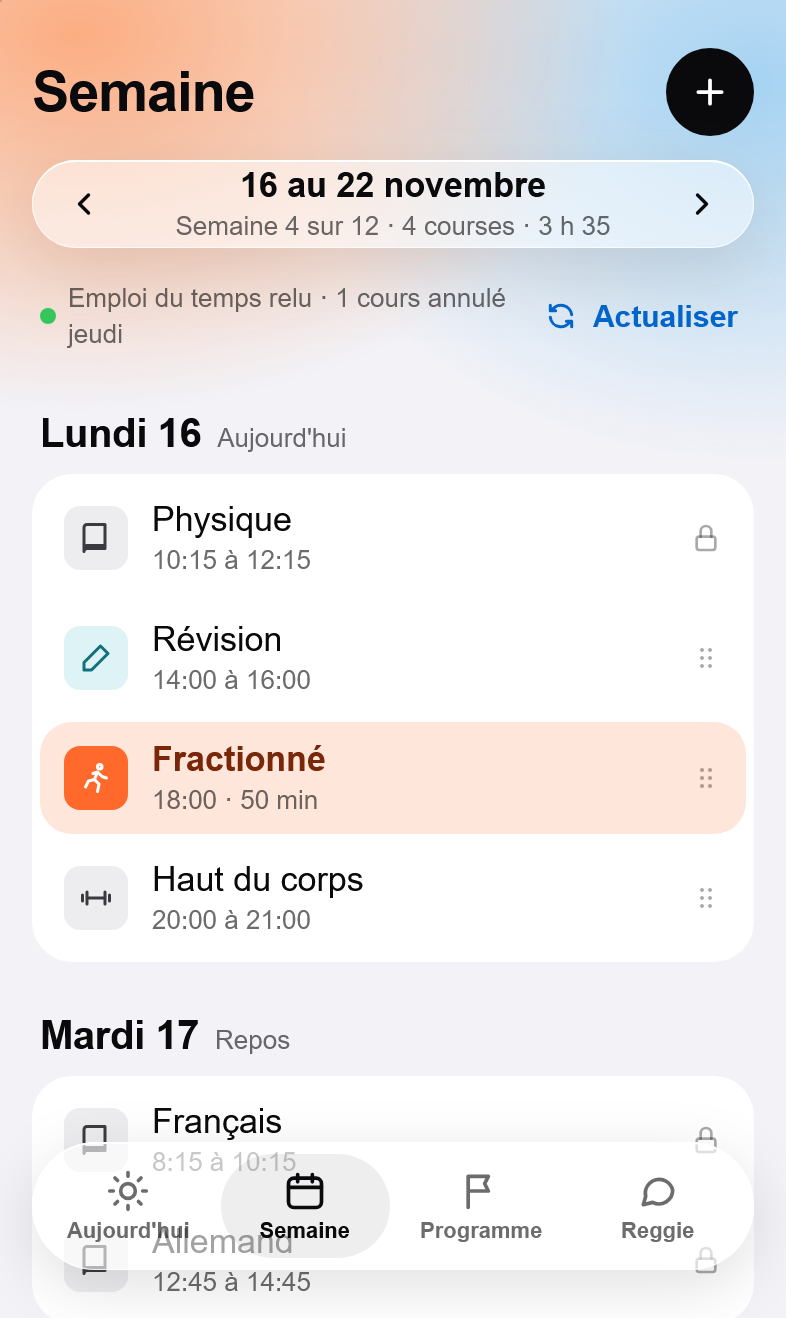 Semaine
16 au 22 novembre
Semaine 4 sur 12 · 4 courses · 3 h 35
Emploi du temps relu · 1 cours annulé
jeudi
Actualiser
Lundi 16 Aujourd'hui
Physique
10:15 à 12:15
Révision
14:00 à 16:00
Fractionné
18:00 · 50 min
Haut du corps
20:00 à 21:00
Mardi 17 Repos
Français
8:15 à 10:15
Aujourd'hui
Semaine
Programme
Reggie
Allemand
12:45 à 14:45